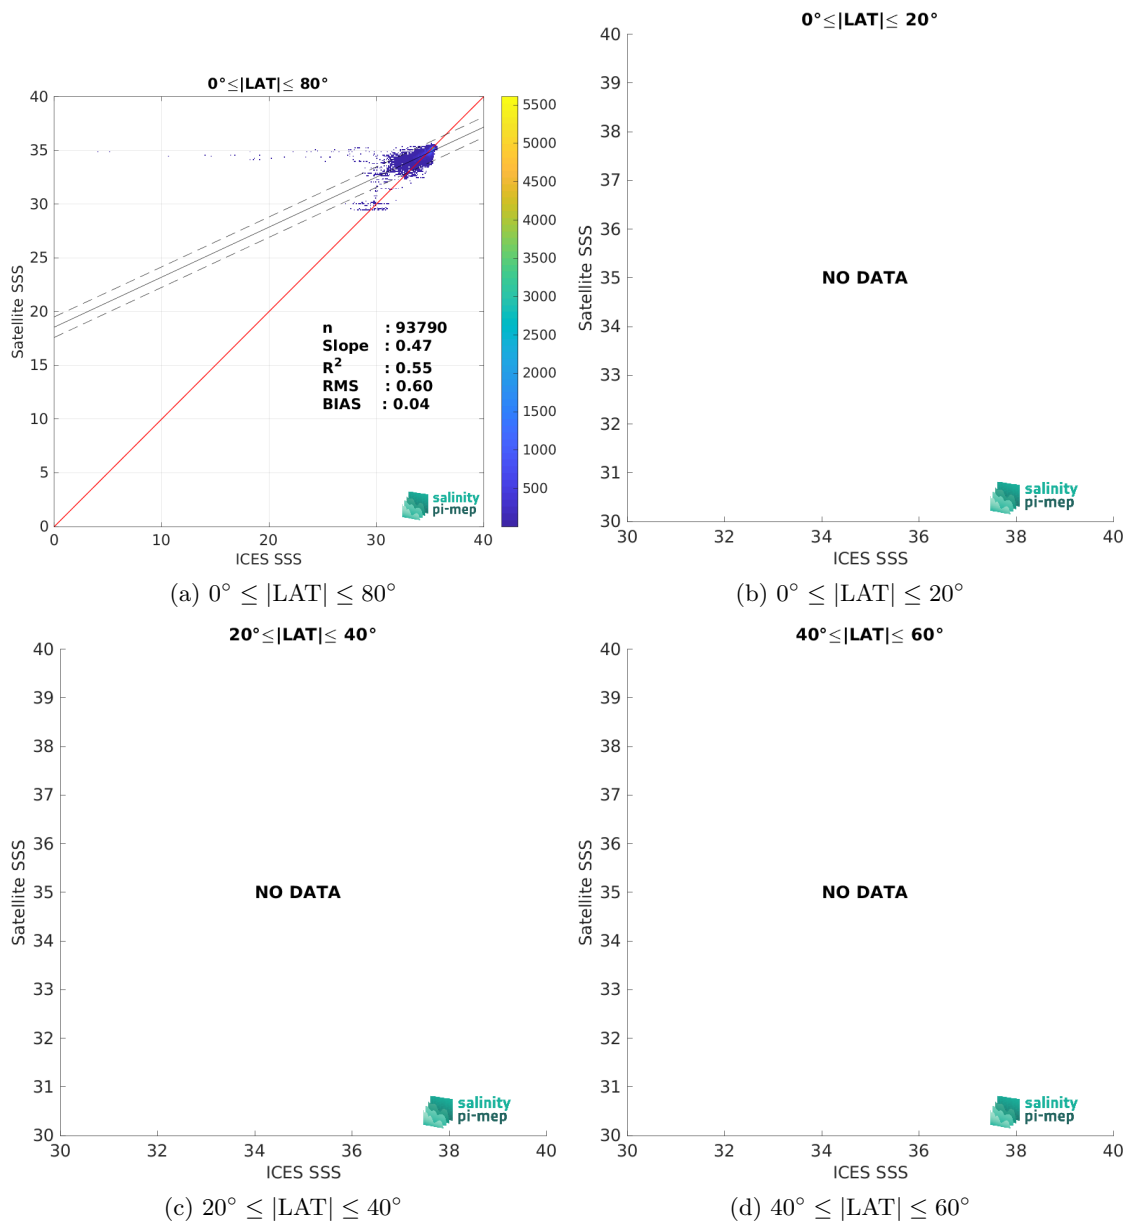 0°≤|LAT|≤ 80°
40
35
30
25
20
15
10
5
0
0 10 20 30 40
Satellite SSS
ICES SSS
n : 93790
Slope : 0.47
R² : 0.55
RMS : 0.60
BIAS : 0.04
5500
5000
4500
4000
3500
3000
2500
2000
1500
1000
500
salinity
pi-mep
(a) 0° ≤ |LAT| ≤ 80°
0°≤|LAT|≤ 20°
40
39
38
37
36
35
34
33
32
31
30
30 32 34 36 38 40
Satellite SSS
ICES SSS
NO DATA
salinity
pi-mep
(b) 0° ≤ |LAT| ≤ 20°
20°≤|LAT|≤ 40°
40
39
38
37
36
35
34
33
32
31
30
30 32 34 36 38 40
Satellite SSS
ICES SSS
NO DATA
salinity
pi-mep
(c) 20° ≤ |LAT| ≤ 40°
40°≤|LAT|≤ 60°
40
39
38
37
36
35
34
33
32
31
30
30 32 34 36 38 40
Satellite SSS
ICES SSS
NO DATA
salinity
pi-mep
(d) 40° ≤ |LAT| ≤ 60°